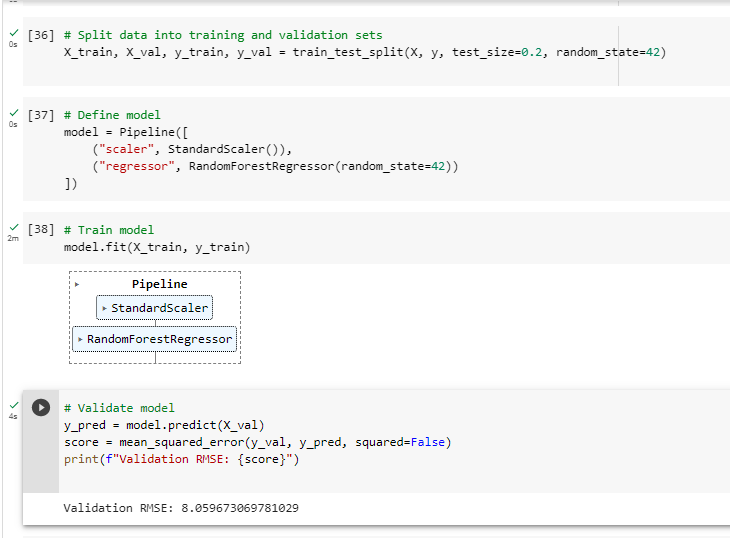 [36] # Split data into training and validation sets
X_train, X_val, y_train, y_val = train_test_split(X, y, test_size=0.2, random_state=42)
0s
[37] # Define model
model = Pipeline([
("scaler", StandardScaler()),
("regressor", RandomForestRegressor(random_state=42))
])
0s
[38] # Train model
model.fit(X_train, y_train)
2m
Pipeline
StandardScaler
RandomForestRegressor
# Validate model
y_pred = model.predict(X_val)
score = mean_squared_error(y_val, y_pred, squared=False)
print(f"Validation RMSE: {score}")
4s
Validation RMSE: 8.059673069781029